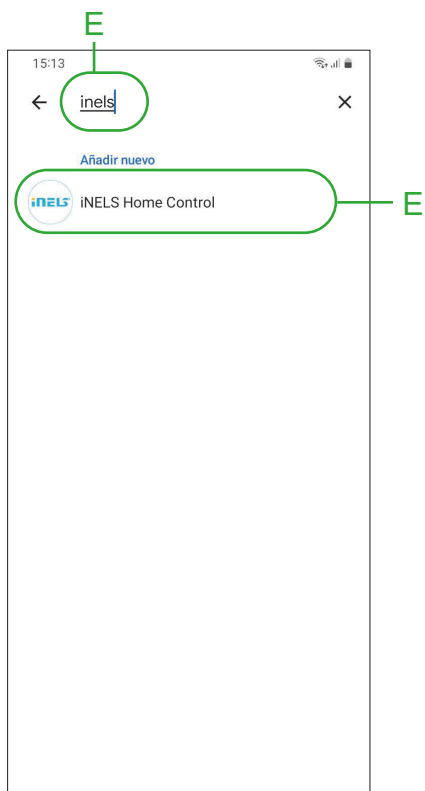 E
15:13
inels
Añadir nuevo
iNELS iNELS Home Control
E